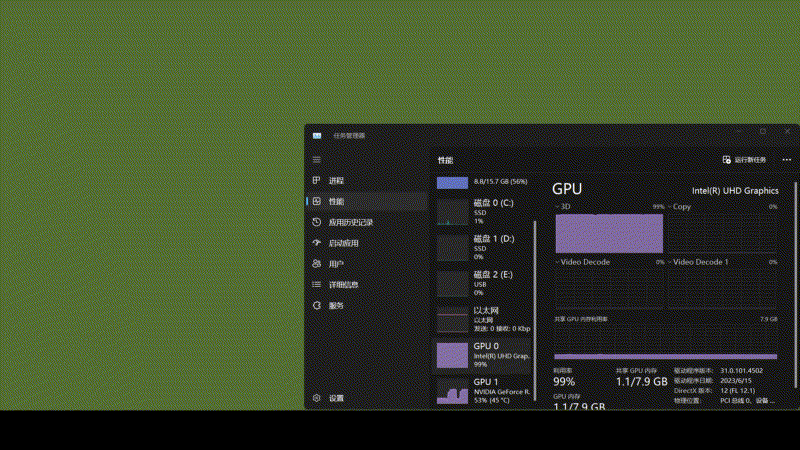 任务管理器
性能
运行新任务
进程
性能
应用历史记录
启动应用
用户
详细信息
服务
设置
8.8/15.7 GB (56%)
磁盘 0 (C:)
SSD
1%
磁盘 1 (D:)
SSD
0%
磁盘 2 (E:)
USB
0%
以太网
以太网
发送: 0 接收: 0 Kbp
GPU 0
Intel(R) UHD Grap...
99%
GPU 1
NVIDIA GeForce R...
53% (45 °C)
GPU
Intel(R) UHD Graphics
3D 99%
Copy 0%
Video Decode 0%
Video Decode 1 0%
共享 GPU 内存利用率 7.9 GB
利用率
99%
共享 GPU 内存
1.1/7.9 GB
GPU 内存
1.1/7.9 GB
驱动程序版本: 31.0.101.4502
驱动程序日期: 2023/6/15
DirectX 版本: 12 (FL 12.1)
物理位置: PCI 总线 0、设备 ...